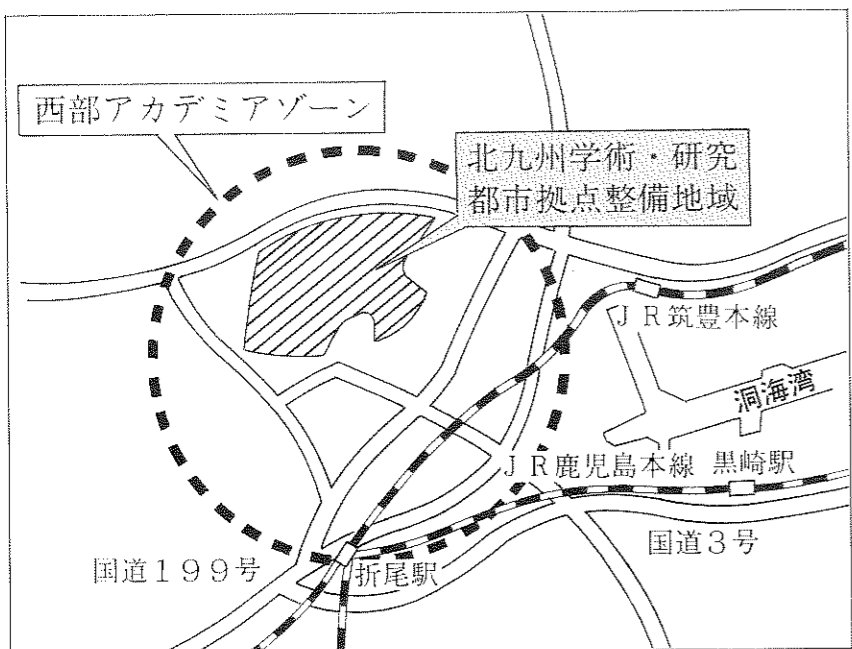 西部アカデミアゾーン
北九州学術・研究
都市拠点整備地域
JR筑豊本線
洞海湾
JR鹿児島本線
黒崎駅
国道3号
国道199号
折尾駅